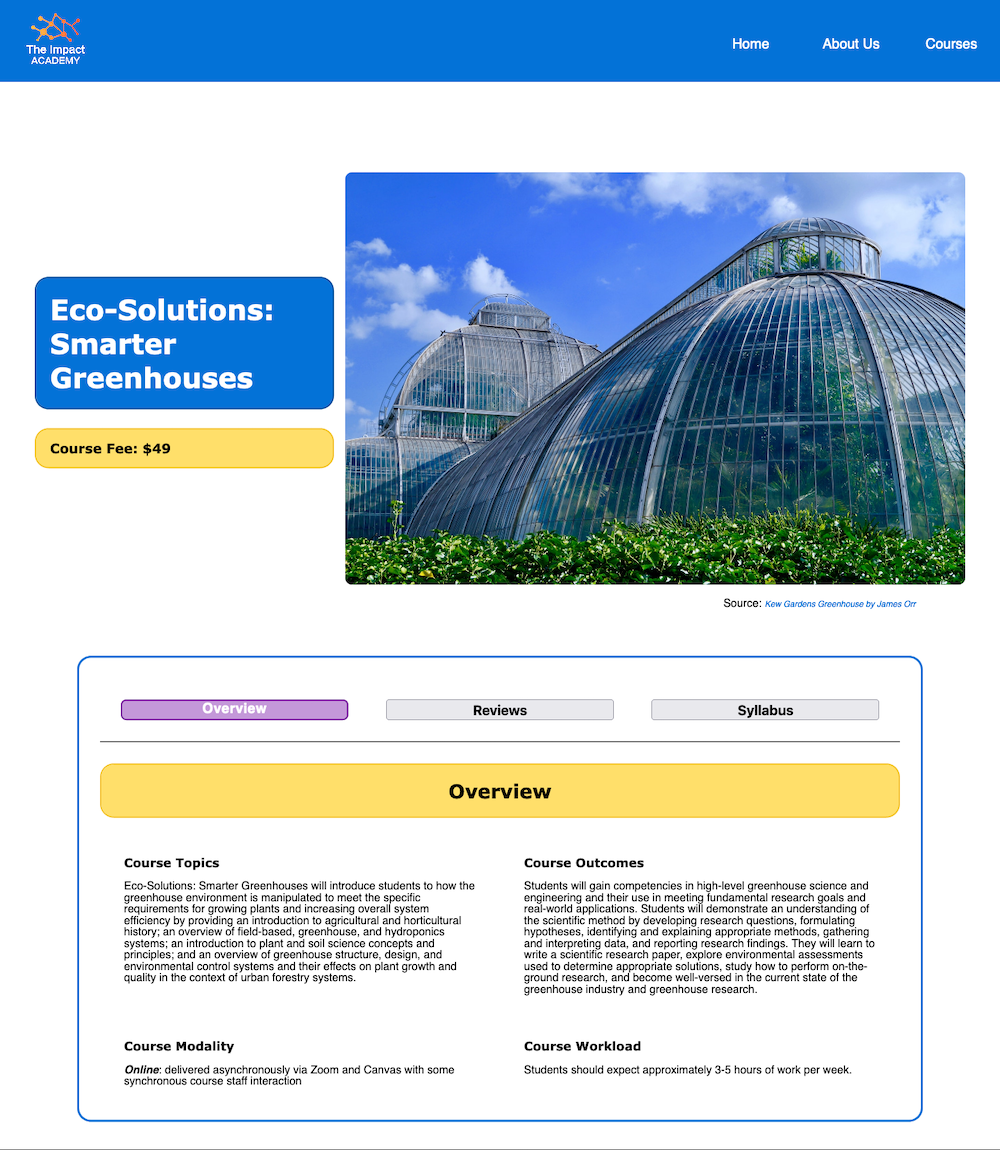 The Impact
ACADEMY
Home
About Us
Courses
Eco-Solutions:
Smarter
Greenhouses
Course Fee: $49
Source: Kew Gardens Greenhouse by James Orr
Overview
Reviews
Syllabus
Overview
Course Topics
Eco-Solutions: Smarter Greenhouses will introduce students to how the
greenhouse environment is manipulated to meet the specific
requirements for growing plants and increasing overall system
efficiency by providing an introduction to agricultural and horticultural
history; an overview of field-based, greenhouse, and hydroponics
systems; an introduction to plant and soil science concepts and
principles; and an overview of greenhouse structure, design, and
environmental control systems and their effects on plant growth and
quality in the context of urban forestry systems.
Course Outcomes
Students will gain competencies in high-level greenhouse science and
engineering and their use in meeting fundamental research goals and
real-world applications. Students will demonstrate an understanding of
the scientific method by developing research questions, formulating
hypotheses, identifying and explaining appropriate methods, gathering
and interpreting data, and reporting research findings. They will learn to
write a scientific research paper, explore environmental assessments
used to determine appropriate solutions, study how to perform on-the-
ground research, and become well-versed in the current state of the
greenhouse industry and greenhouse research.
Course Modality
Online: delivered asynchronously via Zoom and Canvas with some
synchronous course staff interaction
Course Workload
Students should expect approximately 3-5 hours of work per week.